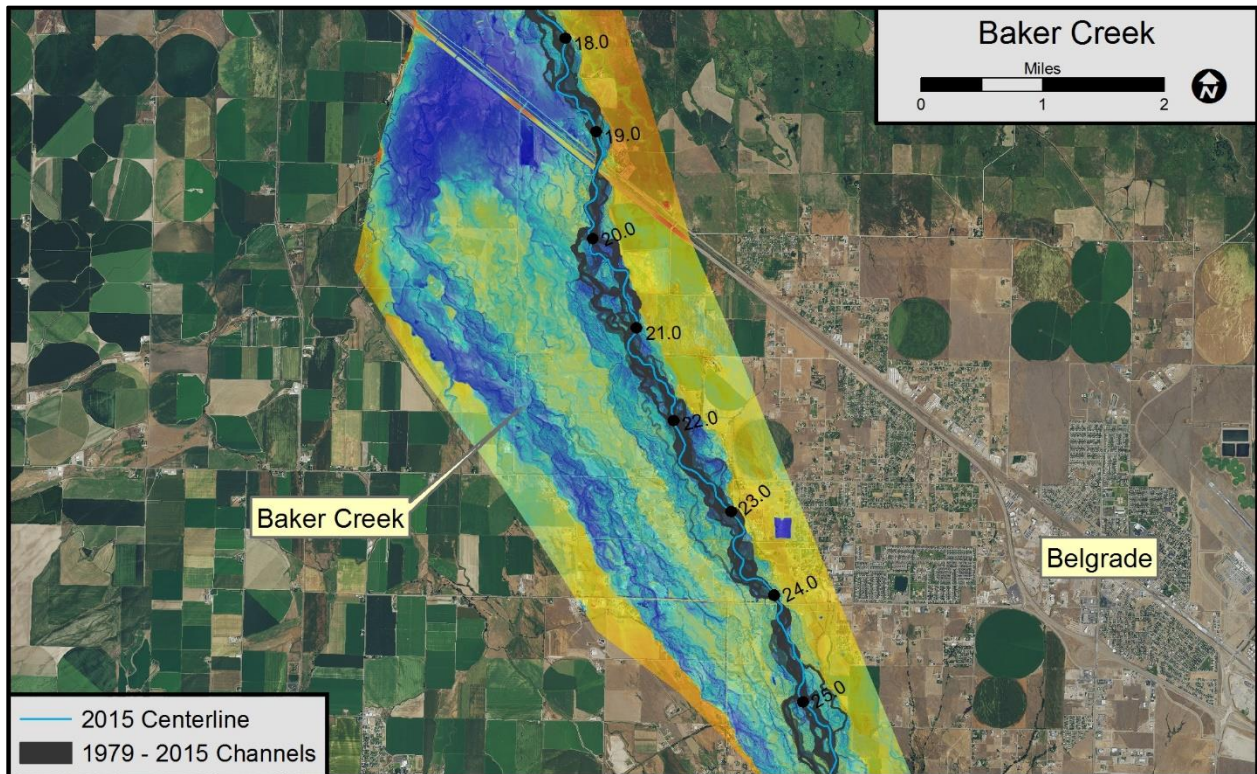 Baker Creek
Miles
0 1 2
N
18.0
19.0
20.0
21.0
22.0
23.0
24.0
25.0
Baker Creek
Belgrade
2015 Centerline
1979 - 2015 Channels